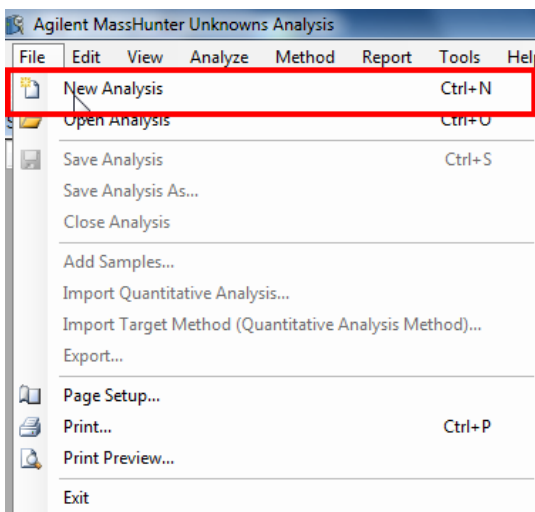 Agilent MassHunter Unknowns Analysis
File Edit View Analyze Method Report Tools Hel
New Analysis Ctrl+N
Open Analysis Ctrl+O
Save Analysis Ctrl+S
Save Analysis As...
Close Analysis
Add Samples...
Import Quantitative Analysis...
Import Target Method (Quantitative Analysis Method)...
Export...
Page Setup...
Print... Ctrl+P
Print Preview...
Exit